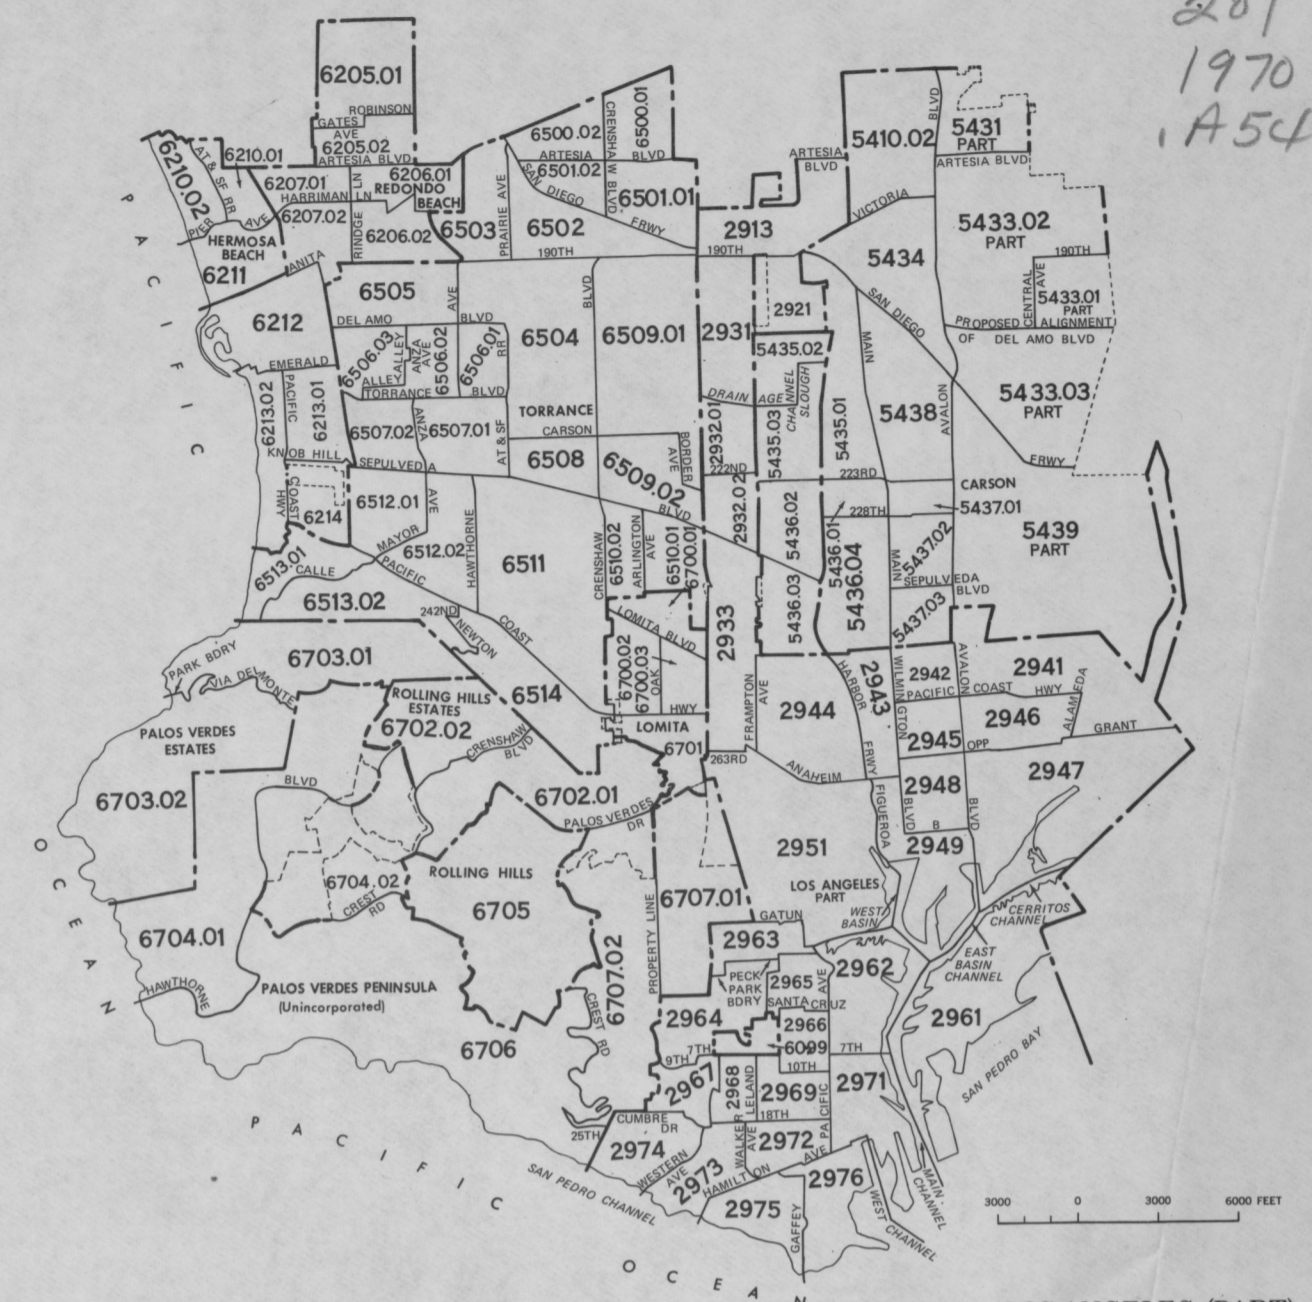 201
1970
.A54
6205.01
ROBINSON
GATES
AVE
6205.02
ARTESIA BLVD
6210.01
6210.02
AT & SF RR
PIER AVE
HERMOSA
BEACH
6211
ANITA
6207.01
HARRIMAN LN
6207.02
RINDGE LN
6206.01
REDONDO
BEACH
6206.02
6503
PRAIRIE AVE
6500.02
CRENSHAW BLVD
6500.01
ARTESIA BLVD
6501.02
SAN DIEGO FRWY
6501.01
6502
190TH
2913
190TH
ARTESIA
BLVD
5410.02
BLVD
5431
PART
ARTESIA BLVD
VICTORIA
5433.02
PART
5434
190TH
CENTRAL AVE
5433.01
PART
PROPOSED ALIGNMENT
OF DEL AMO BLVD
6505
6212
DEL AMO BLVD
AVE
BLVD
6504
6509.01
2931
2921
5435.02
SAN DIEGO
MAIN
EMERALD
6506.03
ALLEY
ALLEY
ANZA AVE
6506.02
6506.01
RR
TORRANCE BLVD
DRAINAGE
CHANNEL
SLOUGH
5433.03
PART
5438
AVALON
6213.02
PACIFIC
6213.01
TORRANCE
CARSON
6507.02
ANZA
6507.01
AT & SF
6508
6509.02
BORDER AVE
2932.01
5435.03
5435.01
KNOB HILL
SEPULVEDA
BLVD
222ND
223RD
FRWY
CARSON
COAST HWY
6214
6512.01
AVE
2932.02
5436.02
228TH
5437.01
5439
PART
MAYOR
6513.01
CALLE
PACIFIC
6512.02
HAWTHORNE
6511
CRENSHAW
6510.02
ARLINGTON AVE
6510.01
6700.01
5436.01
5436.04
MAIN
5437.02
SEPULVEDA
BLVD
6513.02
242ND
NEWTON
COAST
LOMITA BLVD
2933
5436.03
5437.03
PARK BDRY
VIA DEL MONTE
6703.01
6514
6700.02
6700.03
OAK
HWY
LOMITA
HARBOR
2943
WILMINGTON
2942
AVALON
2941
PACIFIC COAST HWY
ROLLING HILLS
ESTATES
6702.02
CRENSHAW
BLVD
FRAMPTON AVE
2944
2946
ALAMEDA
GRANT
2945
OPP
PALOS VERDES
ESTATES
6703.02
BLVD
6701
263RD
ANAHEIM
FRWY
2948
2947
6702.01
PALOS VERDES
DR
FIGUEROA
BLVD
B
BLVD
2949
2951
ROLLING HILLS
6704.02
CREST
RD
6705
6707.01
LOS ANGELES
PART
WEST
BASIN
CERRITOS
CHANNEL
6704.01
GATUN
2963
EAST
BASIN
CHANNEL
HAWTHORNE
PALOS VERDES PENINSULA
(Unincorporated)
6707.02
PROPERTY LINE
PECK
PARK
BDRY
2965
AVE
2962
SANTA CRUZ
2964
2966
2961
6706
CREST RD
6099
7TH
7TH
9TH
10TH
SAN PEDRO BAY
2967
2968
LELAND
2969
2971
PACIFIC
18TH
CUMBRE
DR
25TH
2974
WALKER
AVE
2972
WESTERN
AVE
2973
HAMILTON AVE
2976
MAIN
CHANNEL
SAN PEDRO CHANNEL
2975
GAFFEY
WEST
CHANNEL
3000 0 3000 6000 FEET
PACIFIC
OCEAN
PACIFIC
OCEAN
(PART)